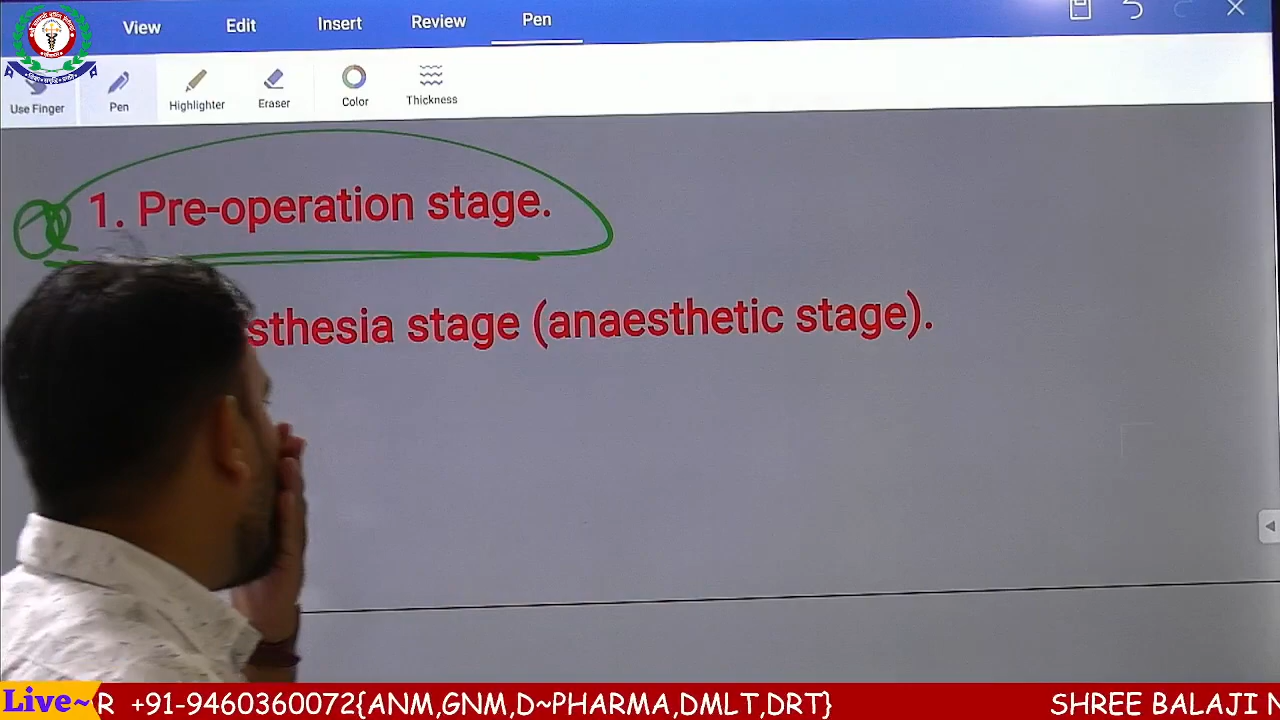 View Edit Insert Review Pen
Use Finger Pen Highlighter Eraser Color Thickness
1. Pre-operation stage.
sthesia stage (anaesthetic stage).
Live~ R +91-9460360072{ANM,GNM,D~PHARMA,DMLT,DRT} SHREE BALAJI N